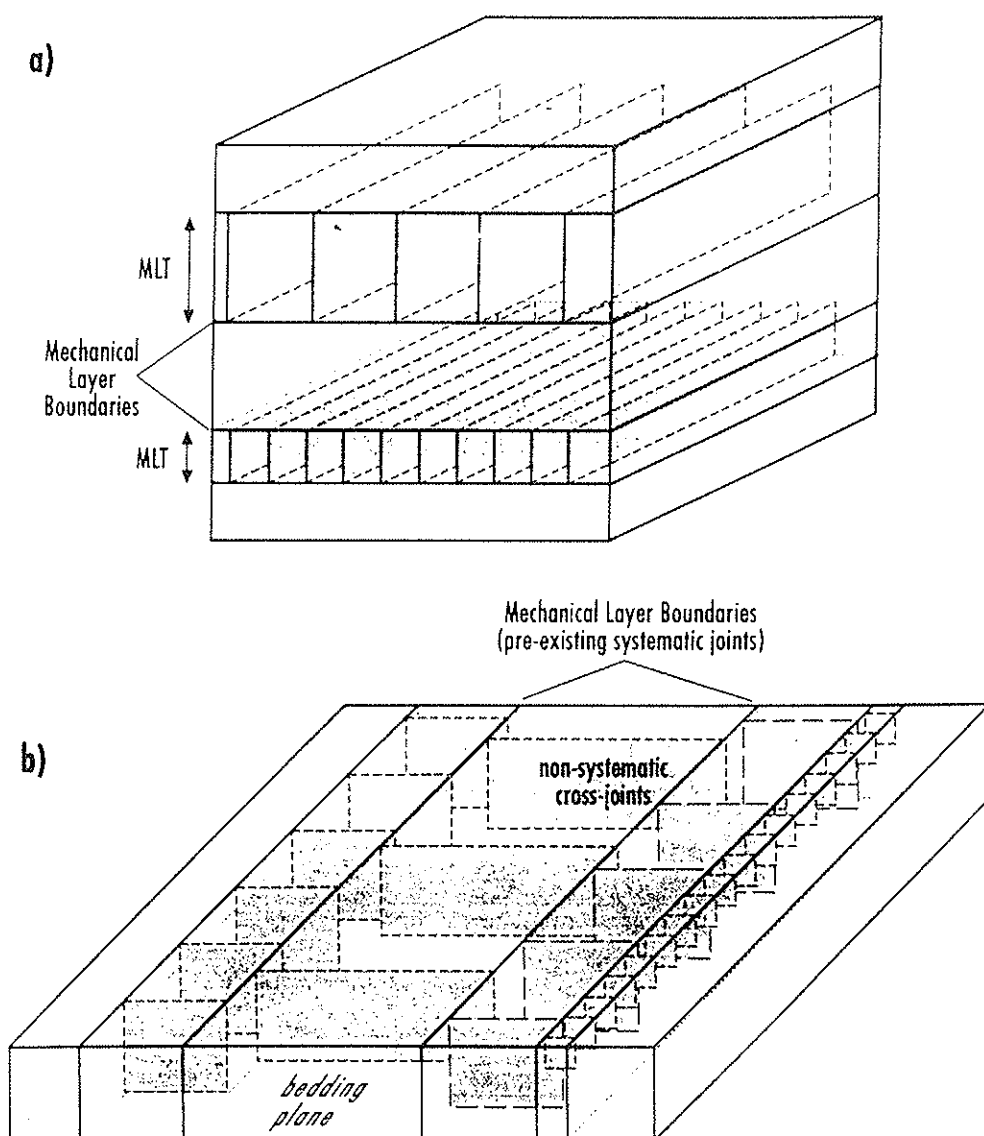 a)
MLT
Mechanical
Layer
Boundaries
MLT
Mechanical Layer Boundaries
(pre-existing systematic joints)
b)
non-systematic
cross-joints
bedding
plane